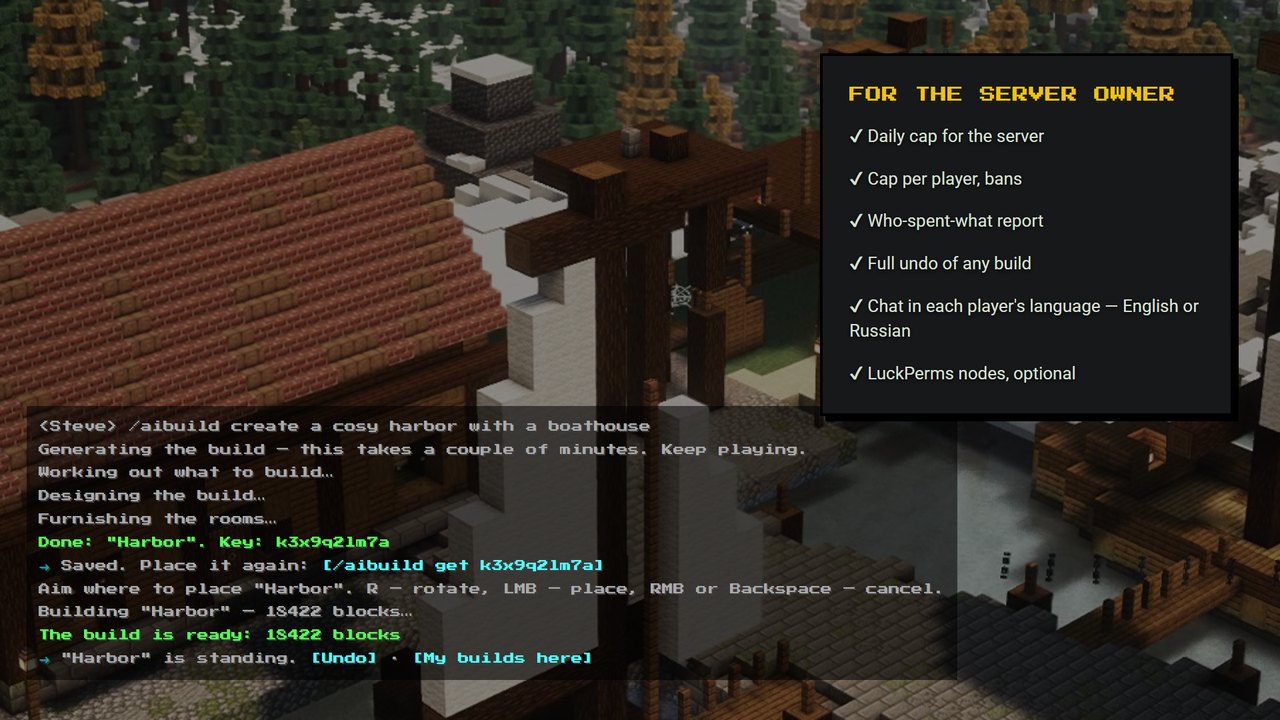 FOR THE SERVER OWNER
✓ Daily cap for the server
✓ Cap per player, bans
✓ Who-spent-what report
✓ Full undo of any build
✓ Chat in each player's language — English or
Russian
✓ LuckPerms nodes, optional
<Steve> /aibuild create a cosy harbor with a boathouse
Generating the build — this takes a couple of minutes. Keep playing.
Working out what to build…
Designing the build…
Furnishing the rooms…
Done: "Harbor". Key: k3x9q2lm7a
→ Saved. Place it again: [/aibuild get k3x9q2lm7a]
Aim where to place "Harbor". R — rotate, LMB — place, RMB or Backspace — cancel.
Building "Harbor" — 18422 blocks…
The build is ready: 18422 blocks
→ "Harbor" is standing. [Undo] · [My builds here]